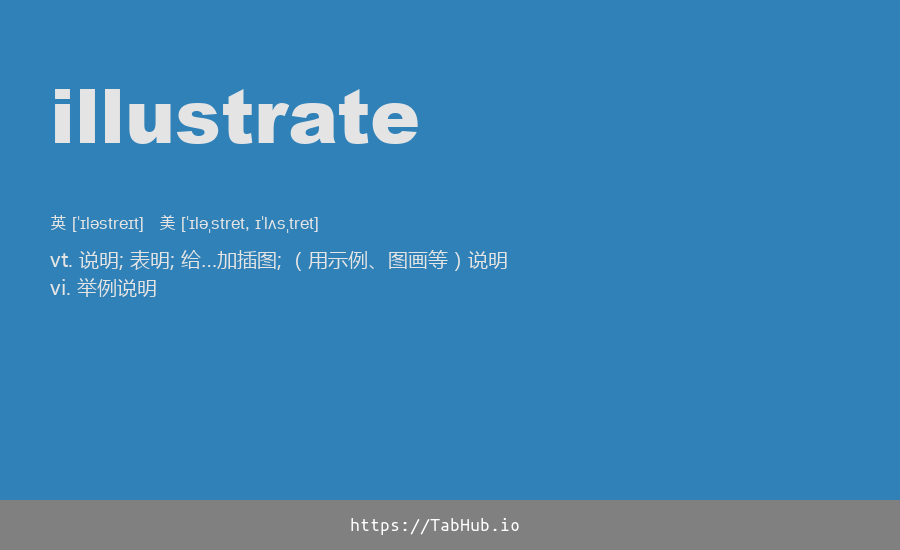 illustrate
英 [ˈɪləstreɪt]   美 [ˈɪləˌstret, ɪˈlʌsˌtret]
vt. 说明; 表明; 给…加插图;（用示例、图画等）说明
vi. 举例说明
https://TabHub.io